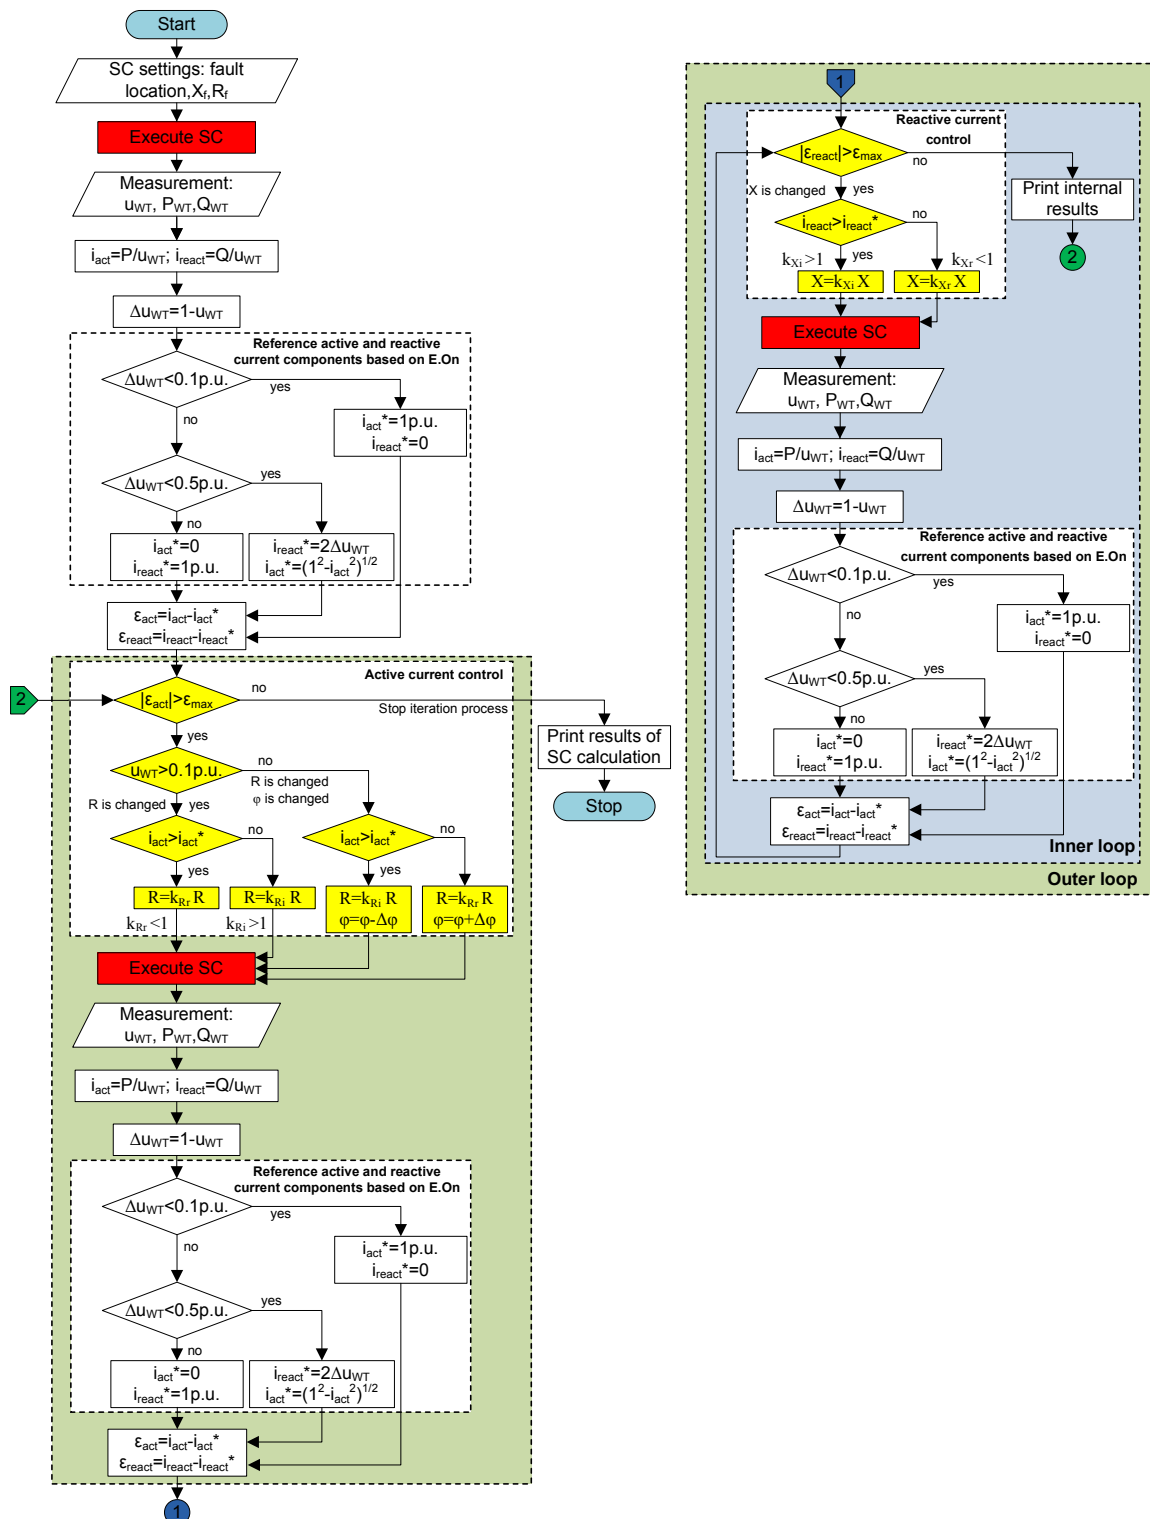 Start
SC settings: fault
location,Xf,Rf
Execute SC
Measurement:
uWT, PWT,QWT
iact=P/uWT; ireact=Q/uWT
ΔuWT=1-uWT
Reference active and reactive
current components based on E.On
ΔuWT<0.1p.u.
yes
no
iact*=1p.u.
ireact*=0
ΔuWT<0.5p.u.
yes
no
iact*=0
ireact*=1p.u.
ireact*=2ΔuWT
iact*=(1²-iact²)^1/2
εact=iact-iact*
εreact=ireact-ireact*
Active current control
2
|εact|>εmax
no
Stop iteration process
yes
Print results of
SC calculation
Stop
uWT>0.1p.u.
no
R is changed
φ is changed
R is changed
yes
iact>iact*
no
yes
iact>iact*
no
yes
R=kRr R
R=kRi R
R=kRi R
φ=φ-Δφ
R=kRr R
φ=φ+Δφ
kRr<1
kRi>1
Execute SC
Measurement:
uWT, PWT,QWT
iact=P/uWT; ireact=Q/uWT
ΔuWT=1-uWT
Reference active and reactive
current components based on E.On
ΔuWT<0.1p.u.
yes
no
iact*=1p.u.
ireact*=0
ΔuWT<0.5p.u.
yes
no
iact*=0
ireact*=1p.u.
ireact*=2ΔuWT
iact*=(1²-iact²)^1/2
εact=iact-iact*
εreact=ireact-ireact*
1
1
Reactive current
control
|εreact|>εmax
no
X is changed
yes
Print internal
results
2
ireact>ireact*
no
yes
kXi>1
kXr<1
X=kXi X
X=kXr X
Execute SC
Measurement:
uWT, PWT,QWT
iact=P/uWT; ireact=Q/uWT
ΔuWT=1-uWT
Reference active and reactive
current components based on E.On
ΔuWT<0.1p.u.
yes
no
iact*=1p.u.
ireact*=0
ΔuWT<0.5p.u.
yes
no
iact*=0
ireact*=1p.u.
ireact*=2ΔuWT
iact*=(1²-iact²)^1/2
εact=iact-iact*
εreact=ireact-ireact*
Inner loop
Outer loop